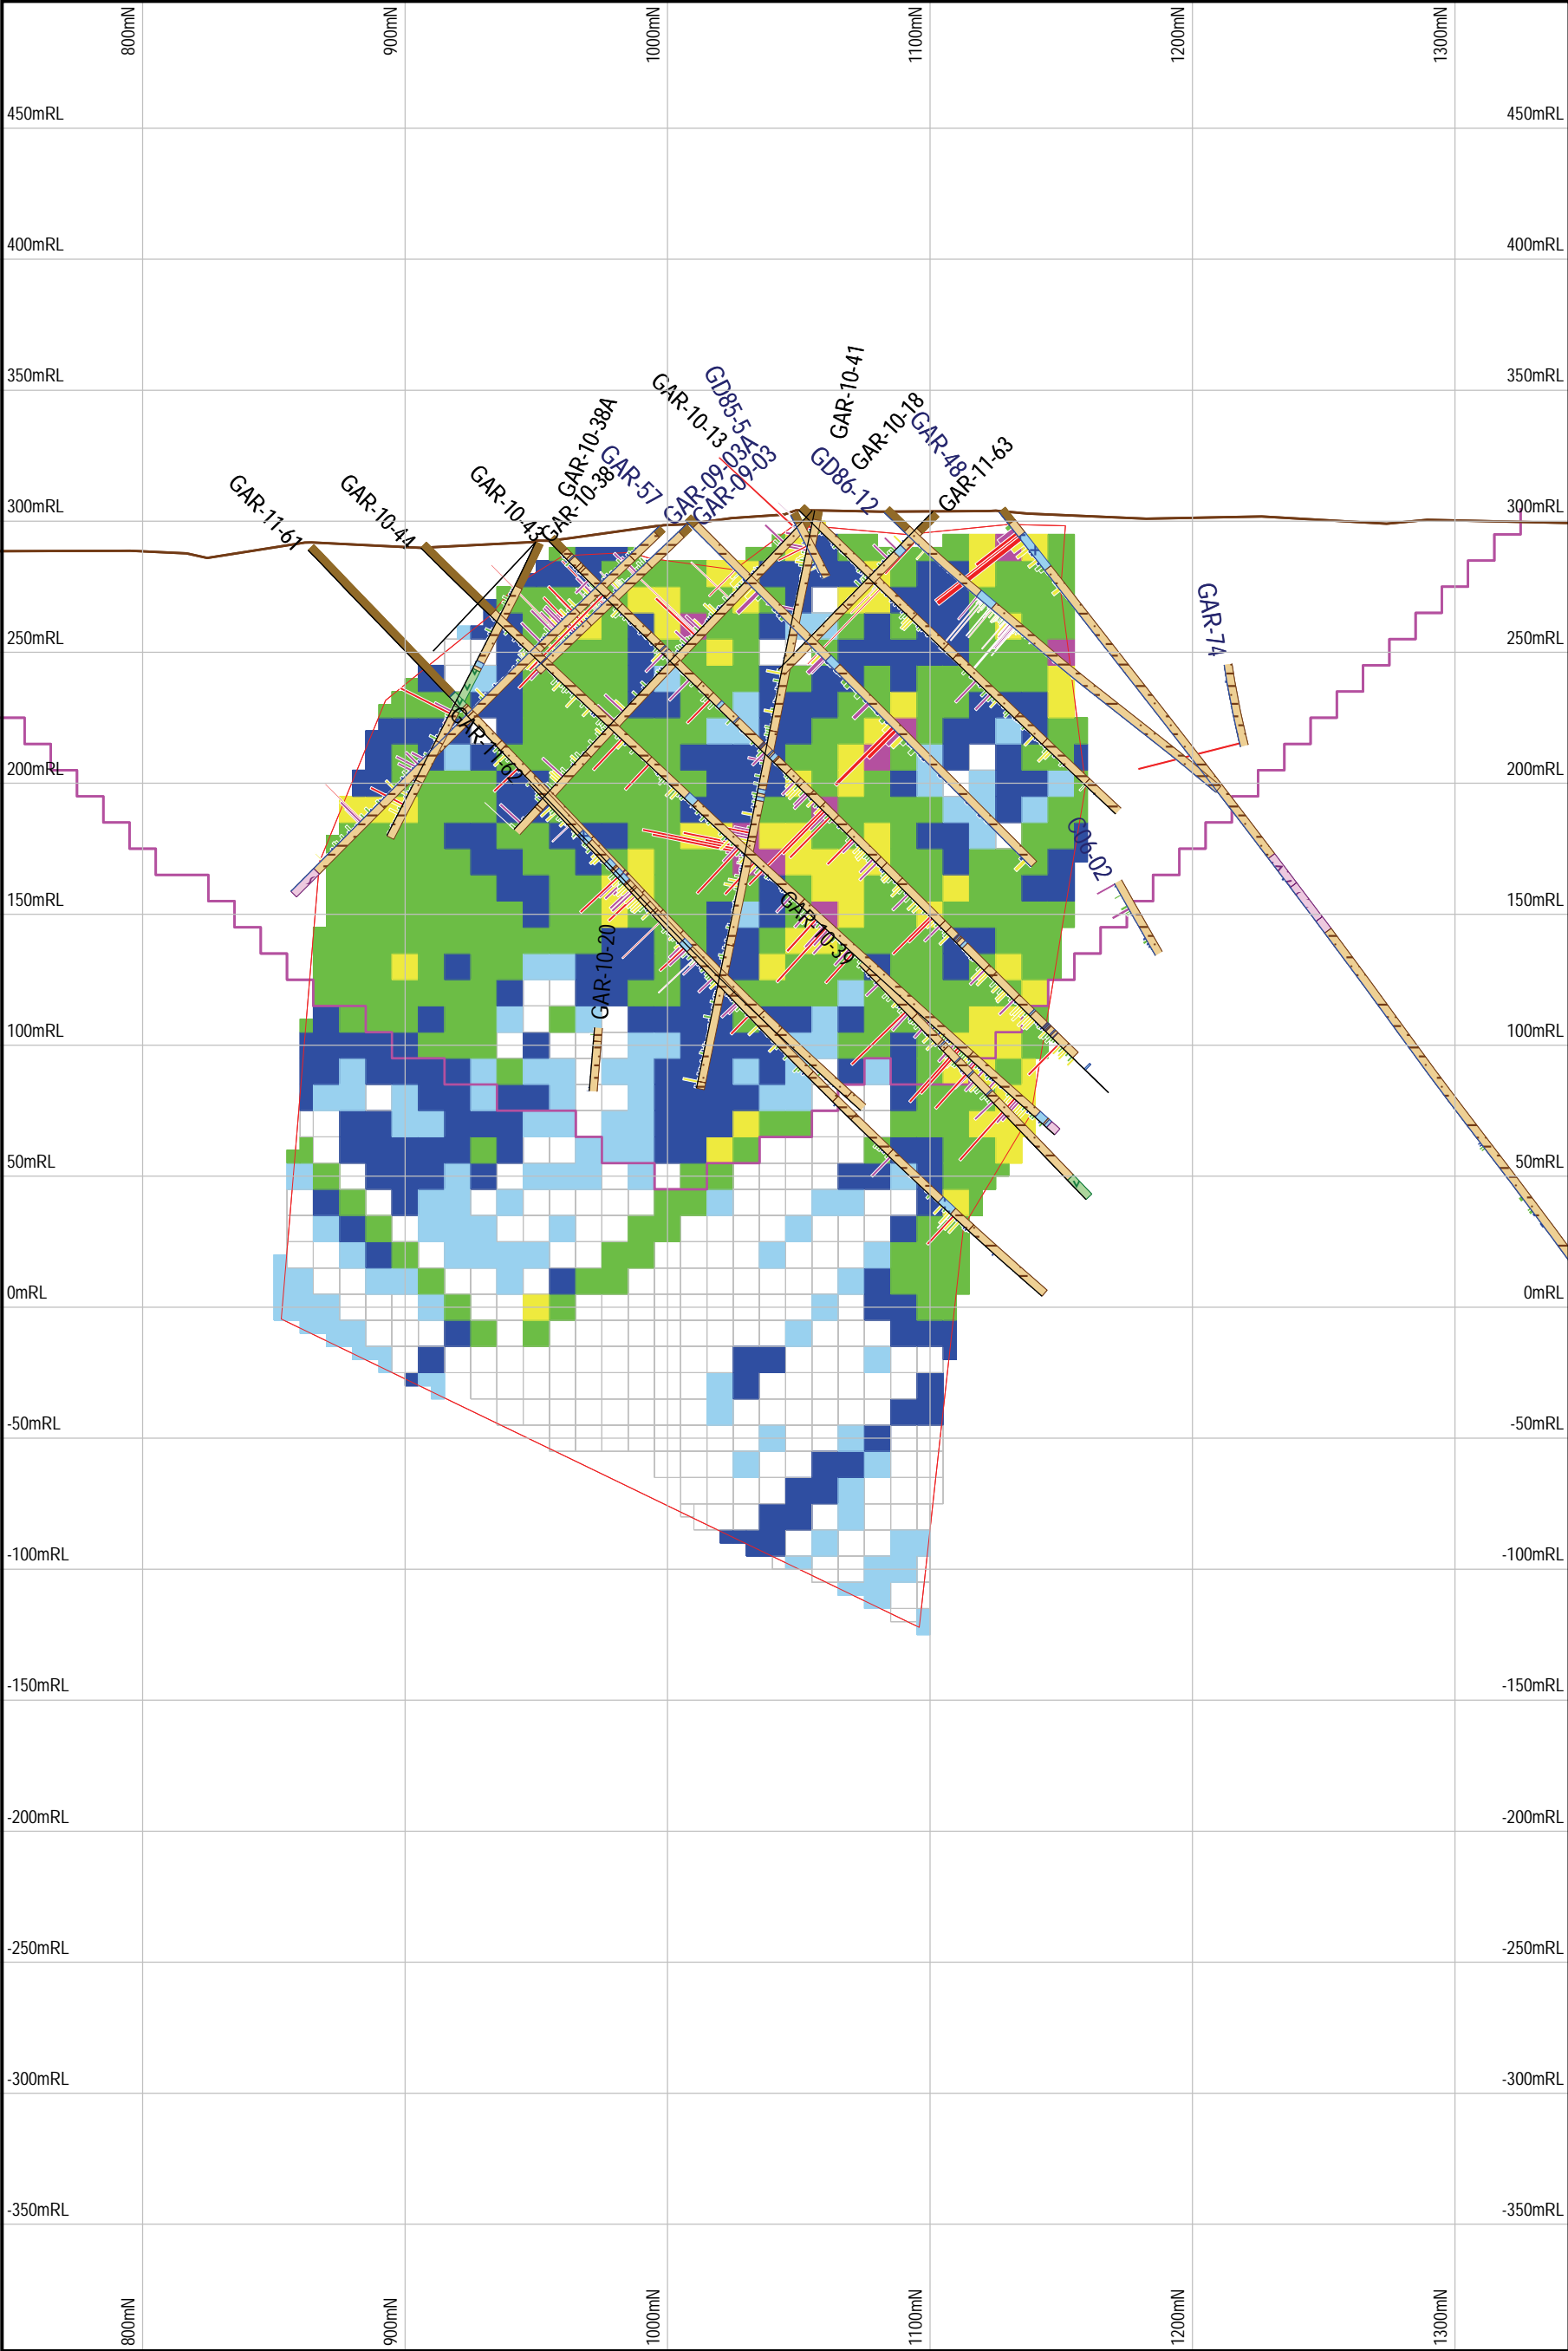 800mN 900mN 1000mN 1100mN 1200mN 1300mN
450mRL 450mRL
400mRL 400mRL
350mRL 350mRL
GAR-10-41
GD85-5
GAR-10-13
GAR-10-18
GAR-10-38A
GAR-48
GAR-11-63
GAR-57
GAR-09-03A
GAR-09-03
GD86-12
GAR-10-38
GAR-10-43
GAR-10-44
GAR-11-61
300mRL 300mRL
GAR-74
250mRL 250mRL
GAR-11-62
200mRL 200mRL
C06-02
150mRL 150mRL
GAR-10-39
GAR-10-20
100mRL 100mRL
50mRL 50mRL
0mRL 0mRL
-50mRL -50mRL
-100mRL -100mRL
-150mRL -150mRL
-200mRL -200mRL
-250mRL -250mRL
-300mRL -300mRL
-350mRL -350mRL
800mN 900mN 1000mN 1100mN 1200mN 1300mN